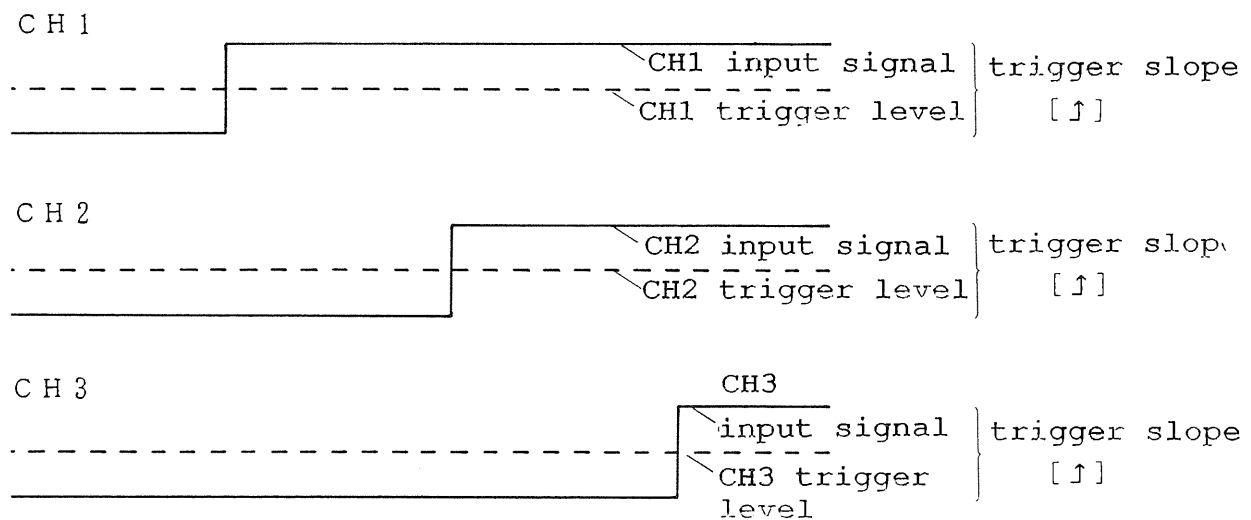 CH1
CH1 input signal
trigger slope
CH1 trigger level
[↥]
CH2
CH2 input signal
trigger slope
CH2 trigger level
[↥]
CH3
CH3
input signal
trigger slope
CH3 trigger
[↥]
level